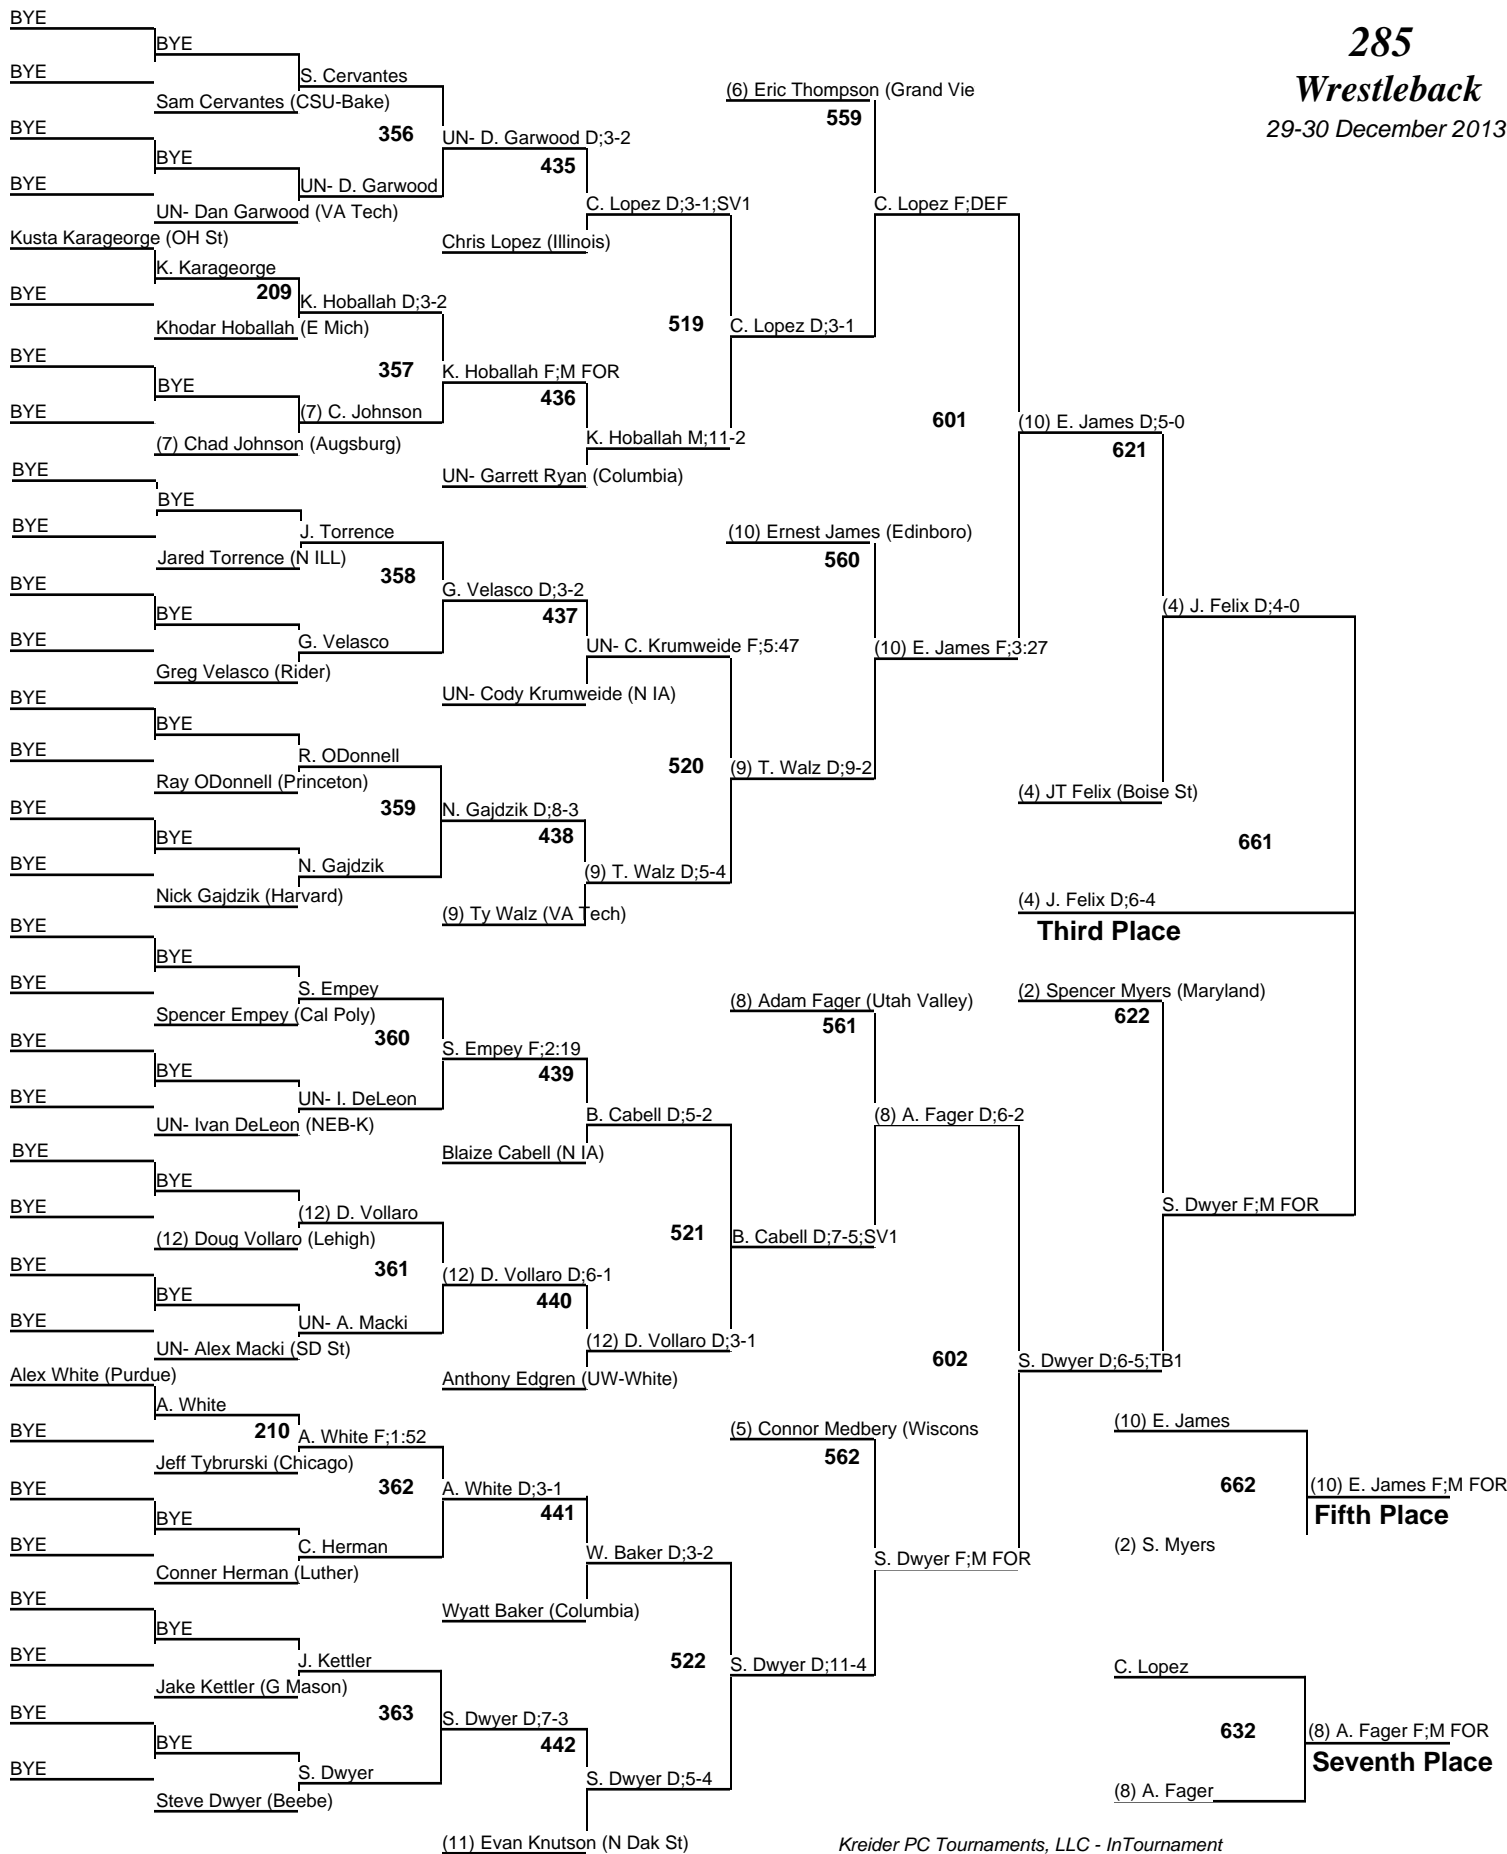 BYE
285
BYE
Wrestleback
BYE
S. Cervantes
(6) Eric Thompson (Grand Vie
Sam Cervantes (CSU-Bake)
559
29-30 December 2013
BYE
356
UN- D. Garwood D;3-2
BYE
435
BYE
UN- D. Garwood
C. Lopez D;3-1;SV1
C. Lopez F;DEF
UN- Dan Garwood (VA Tech)
Kusta Karageorge (OH St)
Chris Lopez (Illinois)
K. Karageorge
BYE
209
K. Hoballah D;3-2
Khodar Hoballah (E Mich)
519
C. Lopez D;3-1
BYE
357
K. Hoballah F;M FOR
BYE
436
BYE
(7) C. Johnson
601
(10) E. James D;5-0
(7) Chad Johnson (Augsburg)
K. Hoballah M;11-2
621
BYE
UN- Garrett Ryan (Columbia)
BYE
BYE
J. Torrence
(10) Ernest James (Edinboro)
Jared Torrence (N ILL)
560
358
BYE
G. Velasco D;3-2
(4) J. Felix D;4-0
BYE
437
BYE
G. Velasco
UN- C. Krumweide F;5:47
(10) E. James F;3:27
Greg Velasco (Rider)
UN- Cody Krumweide (N IA)
BYE
BYE
BYE
R. ODonnell
520
(9) T. Walz D;9-2
Ray ODonnell (Princeton)
(4) JT Felix (Boise St)
BYE
359
N. Gajdzik D;8-3
BYE
438
661
BYE
N. Gajdzik
(9) T. Walz D;5-4
Nick Gajdzik (Harvard)
(4) J. Felix D;6-4
(9) Ty Walz (VA Tech)
BYE
Third Place
BYE
BYE
S. Empey
(8) Adam Fager (Utah Valley)
(2) Spencer Myers (Maryland)
Spencer Empey (Cal Poly)
561
622
BYE
360
S. Empey F;2:19
BYE
439
BYE
UN- I. DeLeon
B. Cabell D;5-2
(8) A. Fager D;6-2
UN- Ivan DeLeon (NEB-K)
BYE
Blaize Cabell (N IA)
BYE
BYE
(12) D. Vollaro
S. Dwyer F;M FOR
(12) Doug Vollaro (Lehigh)
521
B. Cabell D;7-5;SV1
BYE
361
(12) D. Vollaro D;6-1
BYE
440
BYE
UN- A. Macki
(12) D. Vollaro D;3-1
UN- Alex Macki (SD St)
602
S. Dwyer D;6-5;TB1
Alex White (Purdue)
Anthony Edgren (UW-White)
A. White
(10) E. James
BYE
210
A. White F;1:52
(5) Connor Medbery (Wiscons
Jeff Tybrurski (Chicago)
562
BYE
362
A. White D;3-1
662
(10) E. James F;M FOR
BYE
441
Fifth Place
BYE
C. Herman
W. Baker D;3-2
S. Dwyer F;M FOR
(2) S. Myers
Conner Herman (Luther)
BYE
Wyatt Baker (Columbia)
BYE
BYE
J. Kettler
522
S. Dwyer D;11-4
C. Lopez
Jake Kettler (G Mason)
BYE
363
S. Dwyer D;7-3
632
(8) A. Fager F;M FOR
BYE
442
Seventh Place
BYE
S. Dwyer
S. Dwyer D;5-4
Steve Dwyer (Beebe)
(8) A. Fager
(11) Evan Knutson (N Dak St)
Kreider PC Tournaments, LLC - InTournament